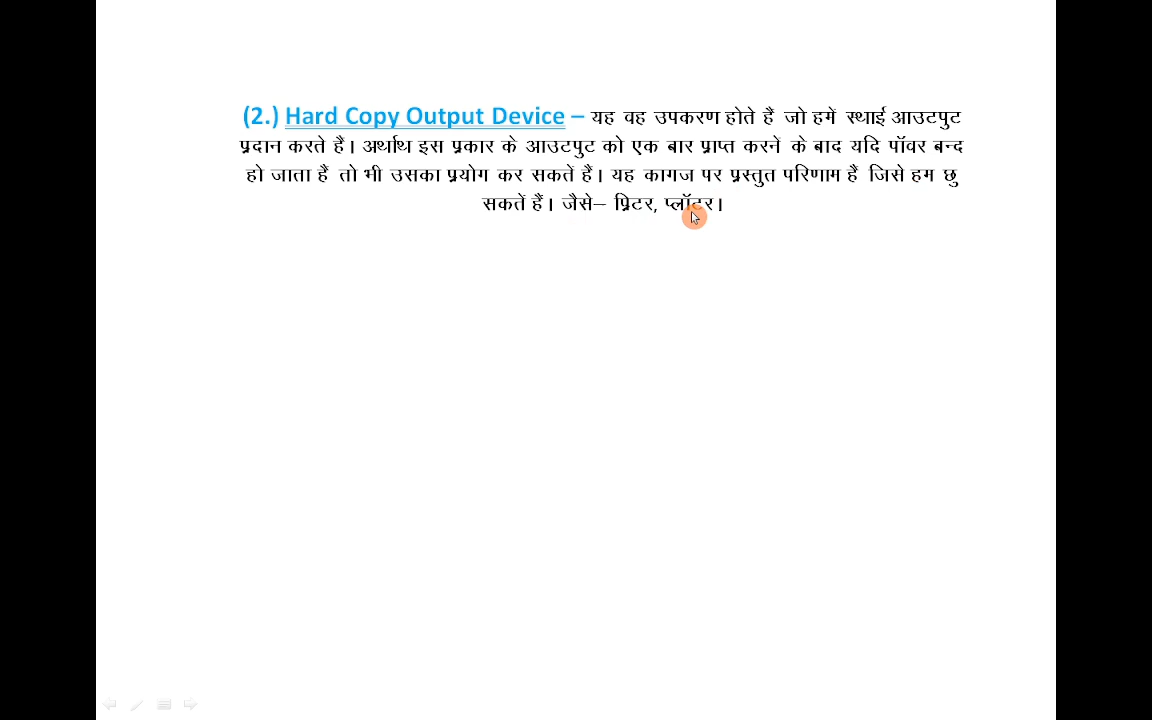 (2.) Hard Copy Output Device – यह वह उपकरण होते हैं जो हमें स्थाई आउटपुट
प्रदान करते हैं। अर्थाथ इस प्रकार के आउटपुट को एक बार प्राप्त करनें के बाद यदि पॉवर बन्द
हो जाता हैं तो भी उसका प्रयोग कर सकतें हैं। यह कागज पर प्रस्तुत परिणाम हैं जिसे हम छु
सकतें हैं। जैसे– प्रिटर, प्लॉटर।